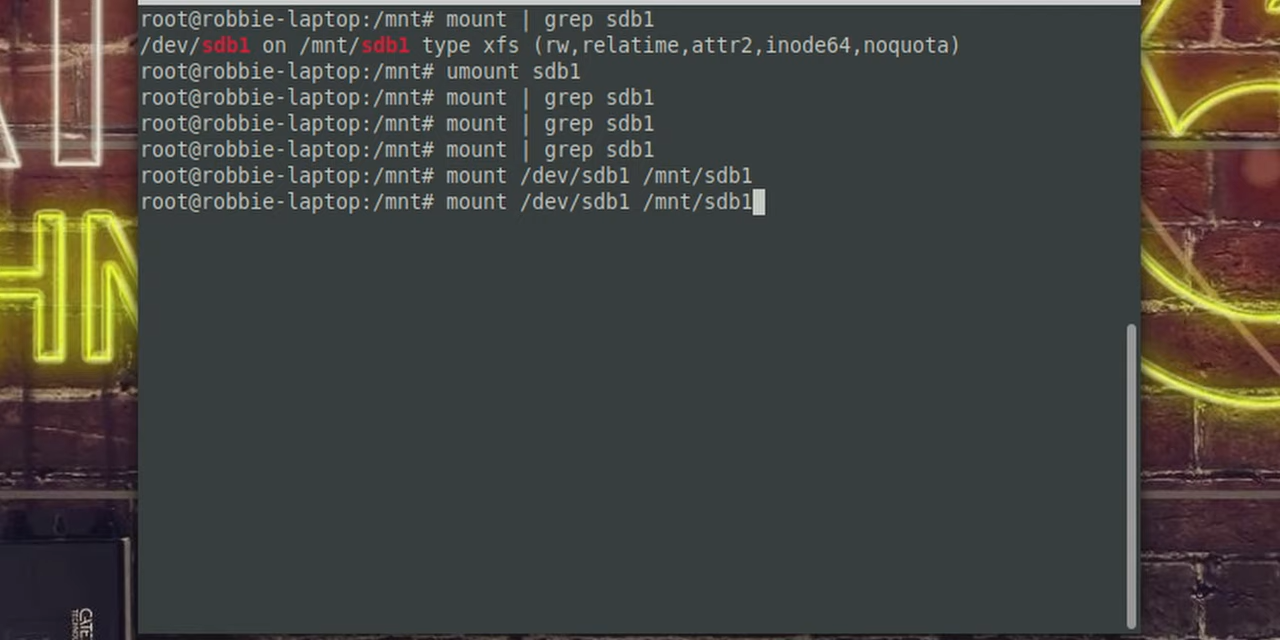 root@robbie-laptop:/mnt# mount | grep sdb1
/dev/sdb1 on /mnt/sdb1 type xfs (rw,relatime,attr2,inode64,noquota)
root@robbie-laptop:/mnt# umount sdb1
root@robbie-laptop:/mnt# mount | grep sdb1
root@robbie-laptop:/mnt# mount | grep sdb1
root@robbie-laptop:/mnt# mount | grep sdb1
root@robbie-laptop:/mnt# mount /dev/sdb1 /mnt/sdb1
root@robbie-laptop:/mnt# mount /dev/sdb1 /mnt/sdb1